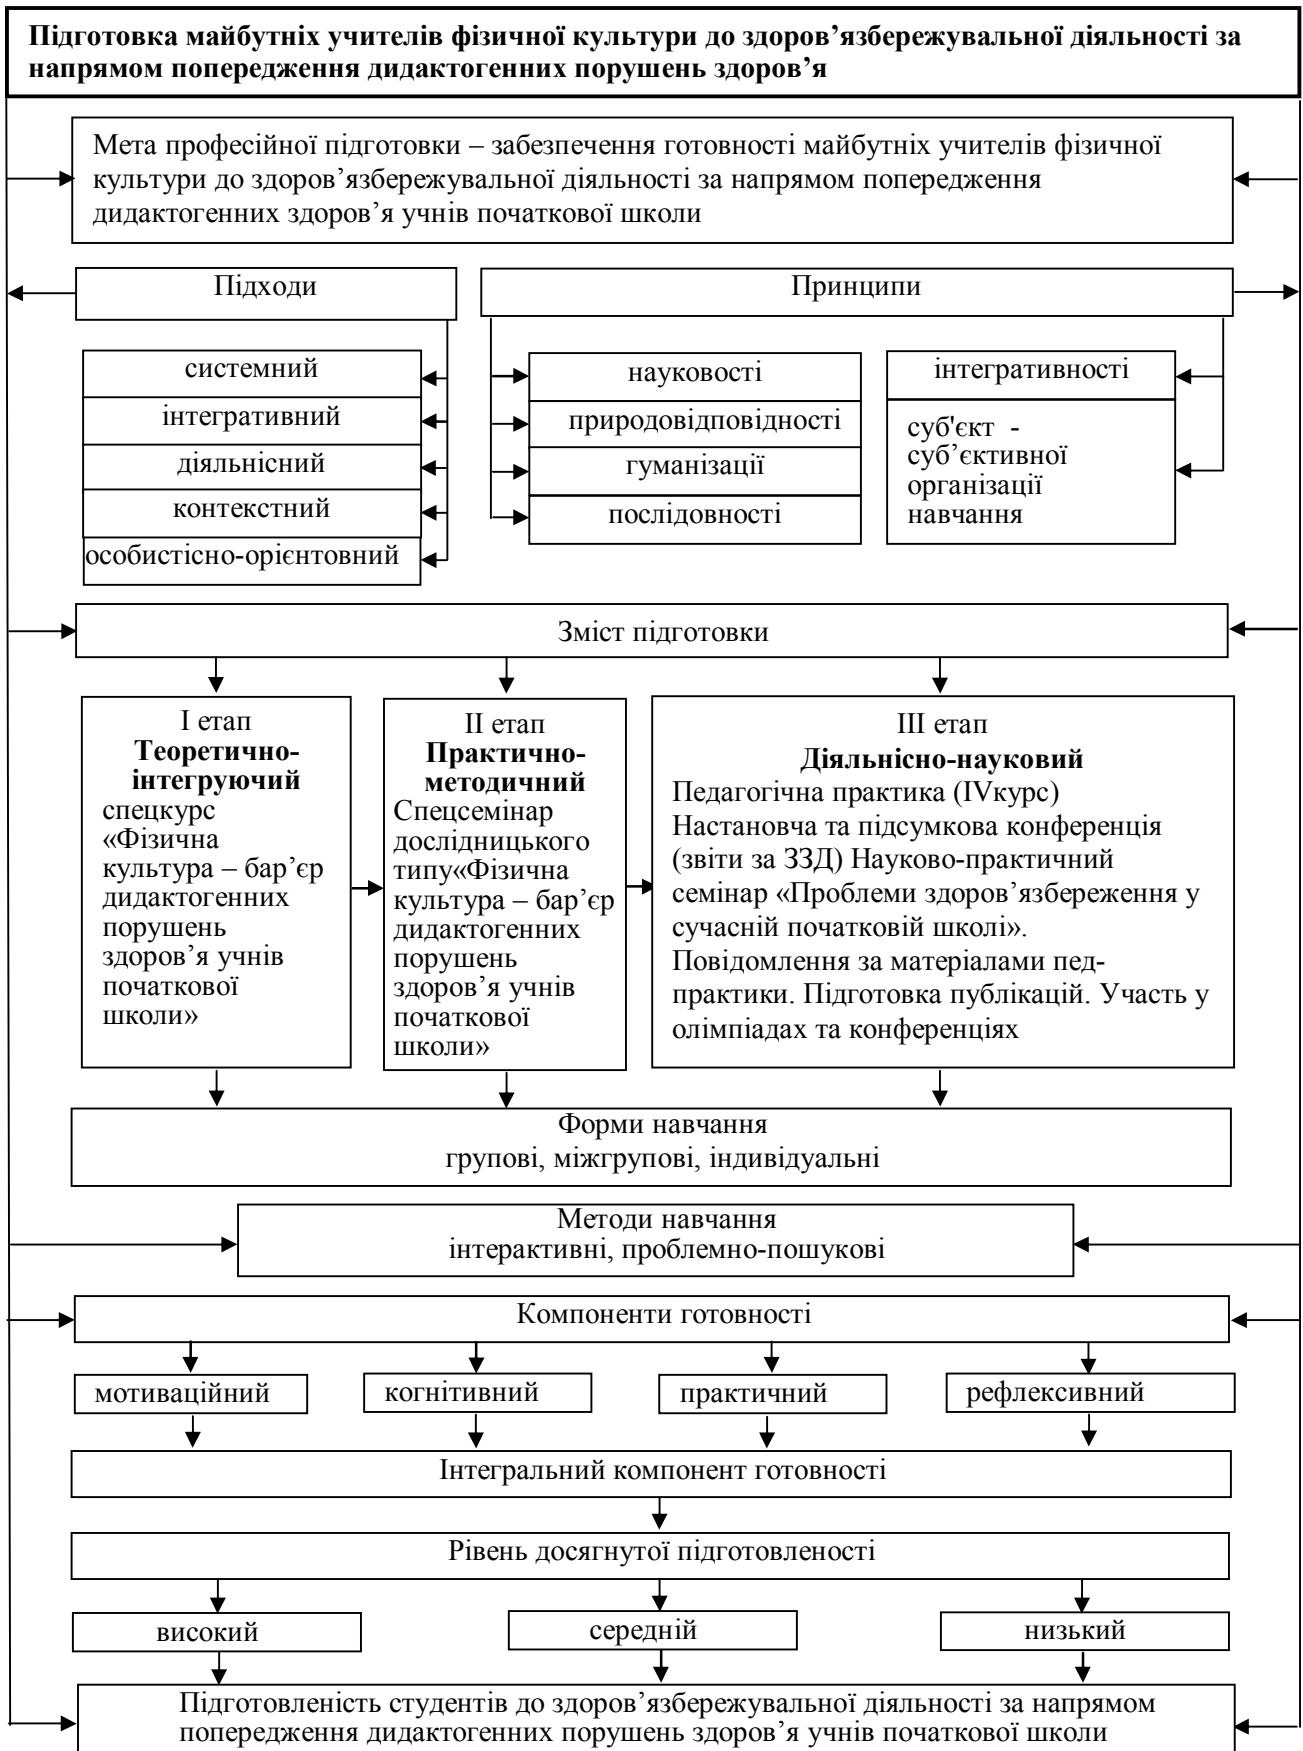 Підготовка майбутніх учителів фізичної культури до здоров’язбережувальної діяльності за
напрямом попередження дидактогенних порушень здоров’я
Мета професійної підготовки – забезпечення готовності майбутніх учителів фізичної
культури до здоров’язбережувальної діяльності за напрямом попередження
дидактогенних здоров’я учнів початкової школи
Підходи
Принципи
системний
інтегративний
діяльнісний
контекстний
особистісно-орієнтовний
науковості
природовідповідності
гуманізації
послідовності
інтегративності
суб'єкт -
суб’єктивної
організації
навчання
Зміст підготовки
І етап
Теоретично-
інтегруючий
спецкурс
«Фізична
культура – бар’єр
дидактогенних
порушень
здоров’я учнів
початкової
школи»
ІІ етап
Практично-
методичний
Спецсемінар
дослідницького
типу«Фізична
культура – бар’єр
дидактогенних
порушень
здоров’я учнів
початкової
школи»
ІІІ етап
Діяльнісно-науковий
Педагогічна практика (ІVкурс)
Настановча та підсумкова конференція
(звіти за ЗЗД) Науково-практичний
семінар «Проблеми здоров’язбереження у
сучасній початковій школі».
Повідомлення за матеріалами пед-
практики. Підготовка публікацій. Участь у
олімпіадах та конференціях
Форми навчання
групові, міжгрупові, індивідуальні
Методи навчання
інтерактивні, проблемно-пошукові
Компоненти готовності
мотиваційний
когнітивний
практичний
рефлексивний
Інтегральний компонент готовності
Рівень досягнутої підготовленості
високий
середній
низький
Підготовленість студентів до здоров’язбережувальної діяльності за напрямом
попередження дидактогенних порушень здоров’я учнів початкової школи